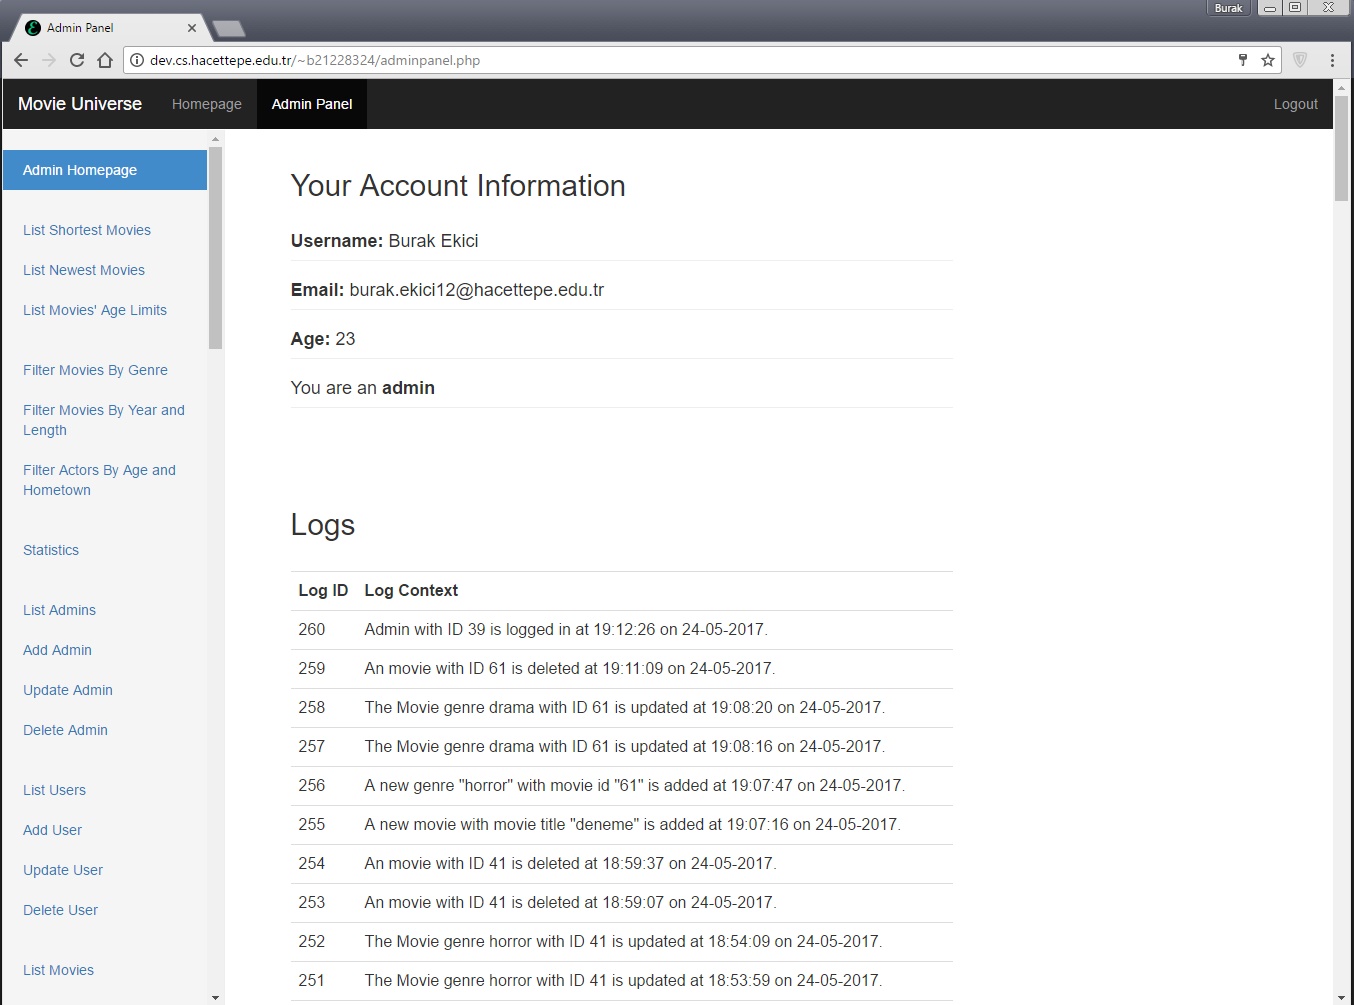 Burak
Admin Panel
dev.cs.hacettepe.edu.tr/~b21228324/adminpanel.php
Movie Universe Homepage Admin Panel Logout
Admin Homepage
List Shortest Movies
List Newest Movies
List Movies' Age Limits
Filter Movies By Genre
Filter Movies By Year and
Length
Filter Actors By Age and
Hometown
Statistics
List Admins
Add Admin
Update Admin
Delete Admin
List Users
Add User
Update User
Delete User
List Movies
Your Account Information
Username: Burak Ekici
Email: burak.ekici12@hacettepe.edu.tr
Age: 23
You are an admin
Logs
Log ID Log Context
260 Admin with ID 39 is logged in at 19:12:26 on 24-05-2017.
259 An movie with ID 61 is deleted at 19:11:09 on 24-05-2017.
258 The Movie genre drama with ID 61 is updated at 19:08:20 on 24-05-2017.
257 The Movie genre drama with ID 61 is updated at 19:08:16 on 24-05-2017.
256 A new genre "horror" with movie id "61" is added at 19:07:47 on 24-05-2017.
255 A new movie with movie title "deneme" is added at 19:07:16 on 24-05-2017.
254 An movie with ID 41 is deleted at 18:59:37 on 24-05-2017.
253 An movie with ID 41 is deleted at 18:59:07 on 24-05-2017.
252 The Movie genre horror with ID 41 is updated at 18:54:09 on 24-05-2017.
251 The Movie genre horror with ID 41 is updated at 18:53:59 on 24-05-2017.